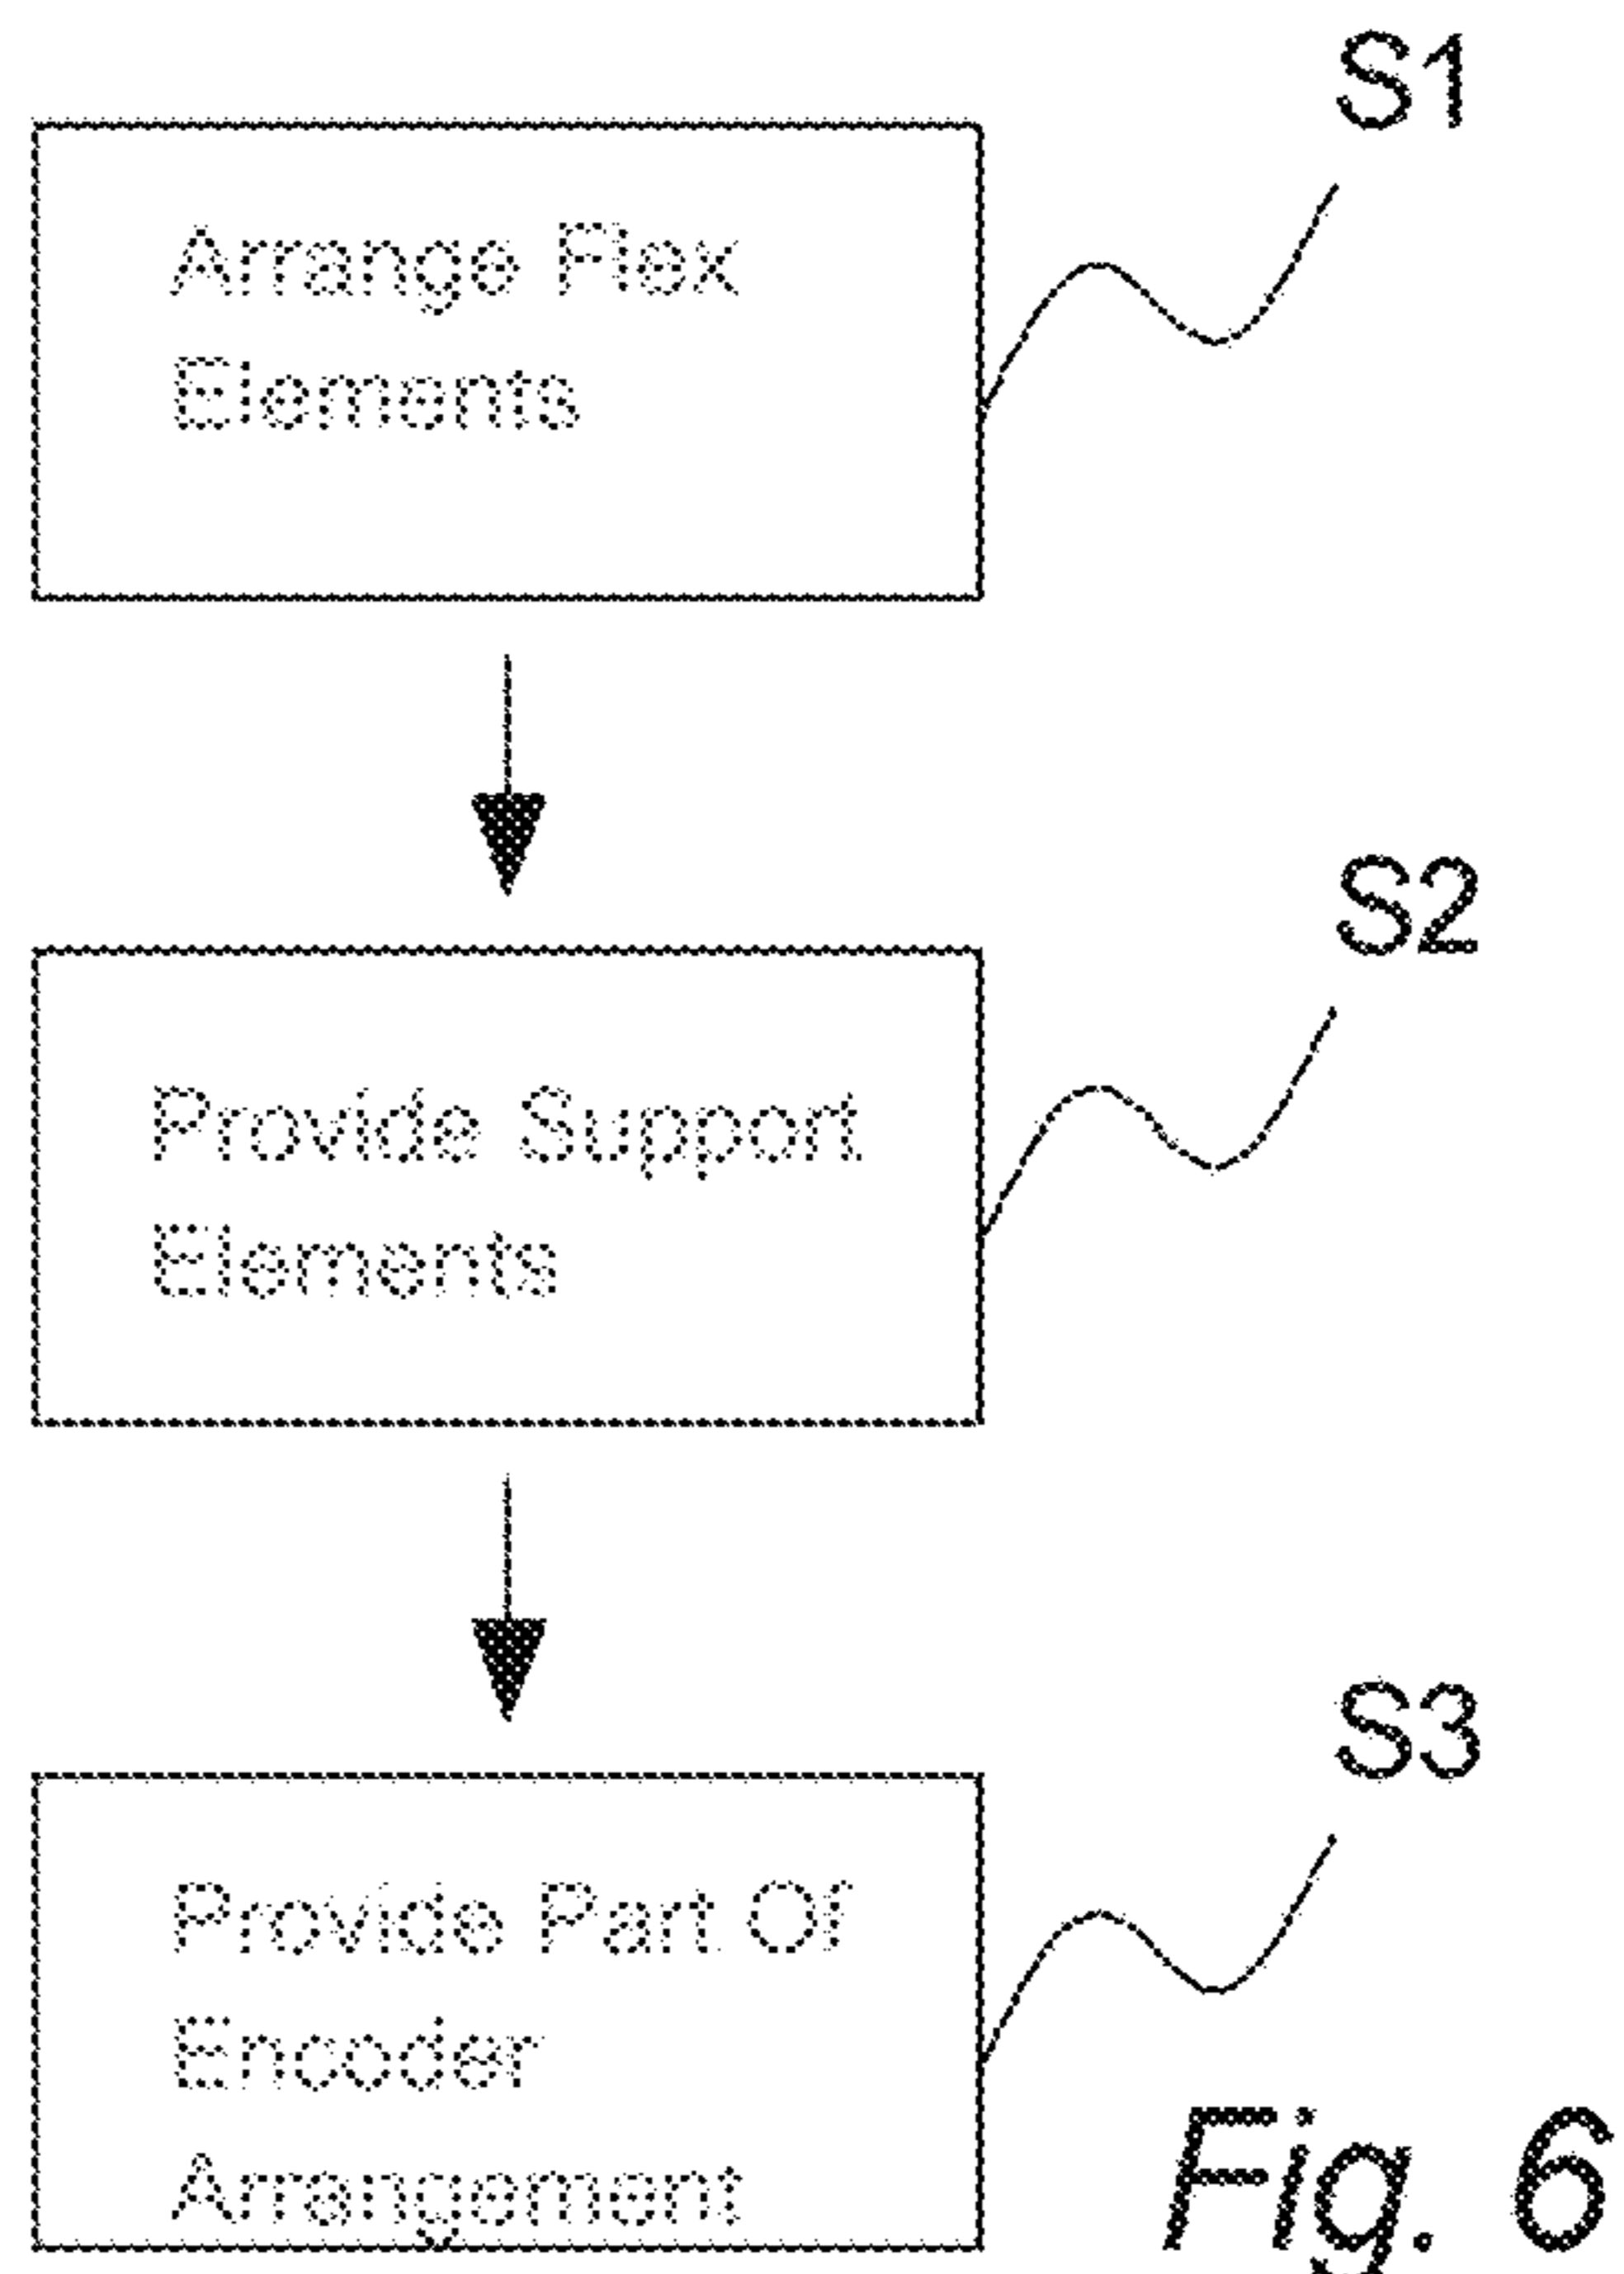 S1
Arrange Flex
Elements
S2
Provide Support
Elements
S3
Provide Part Of
Encoder
Arrangement
Fig. 6